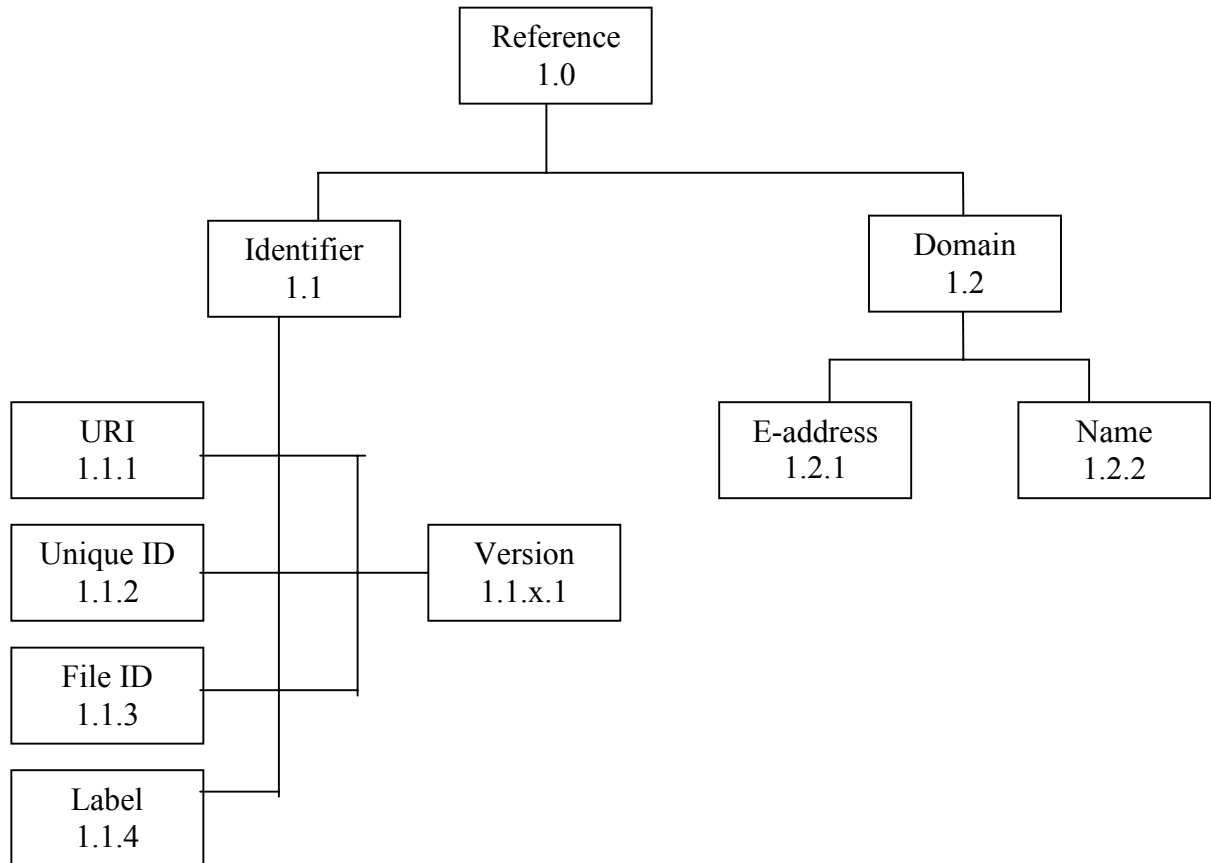 Reference
1.0
Identifier
1.1
Domain
1.2
URI
1.1.1
E-address
1.2.1
Name
1.2.2
Unique ID
1.1.2
Version
1.1.x.1
File ID
1.1.3
Label
1.1.4